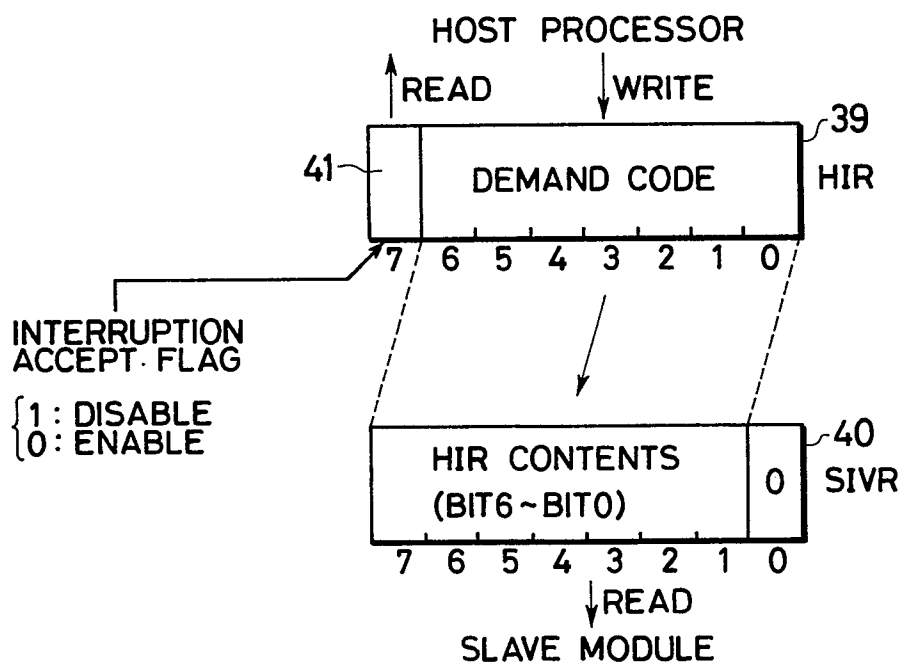 HOST PROCESSOR
READ WRITE
39
41 DEMAND CODE HIR
7 6 5 4 3 2 1 0
INTERRUPTION
ACCEPT· FLAG
1 : DISABLE
0 : ENABLE
40
HIR CONTENTS 0 SIVR
(BIT6~BIT0)
7 6 5 4 3 2 1 0
READ
SLAVE MODULE